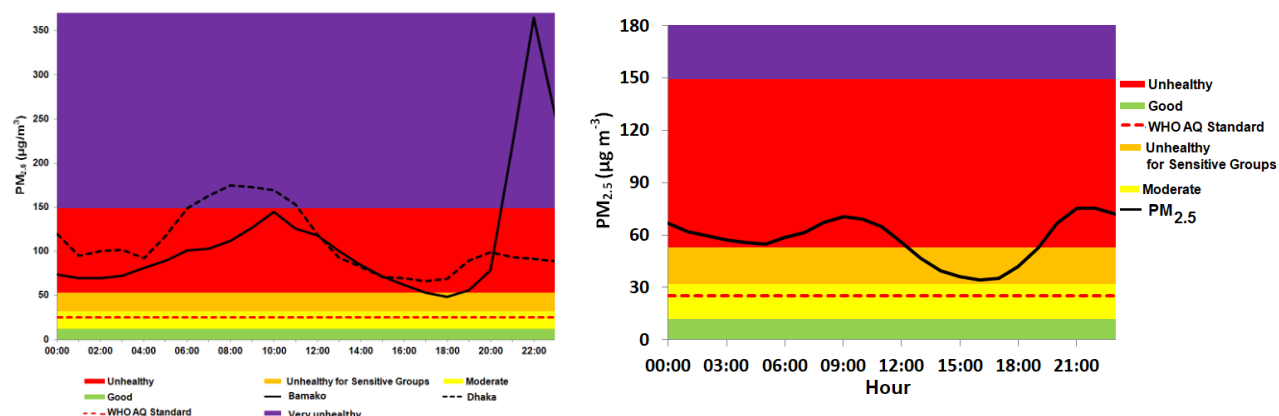 350
300
250
200
150
100
50
0
PM2.5 (µg/m3)
00:00 02:00 04:00 06:00 08:00 10:00 12:00 14:00 16:00 18:00 20:00 22:00
Unhealthy Unhealthy for Sensitive Groups Moderate
Good Bamako Dhaka
WHO AQ Standard Very unhealthy
180
150
120
90
60
30
0
PM2.5 (µg m-3)
00:00 03:00 06:00 09:00 12:00 15:00 18:00 21:00
Hour
Unhealthy
Good
WHO AQ Standard
Unhealthy
for Sensitive Groups
Moderate
PM2.5